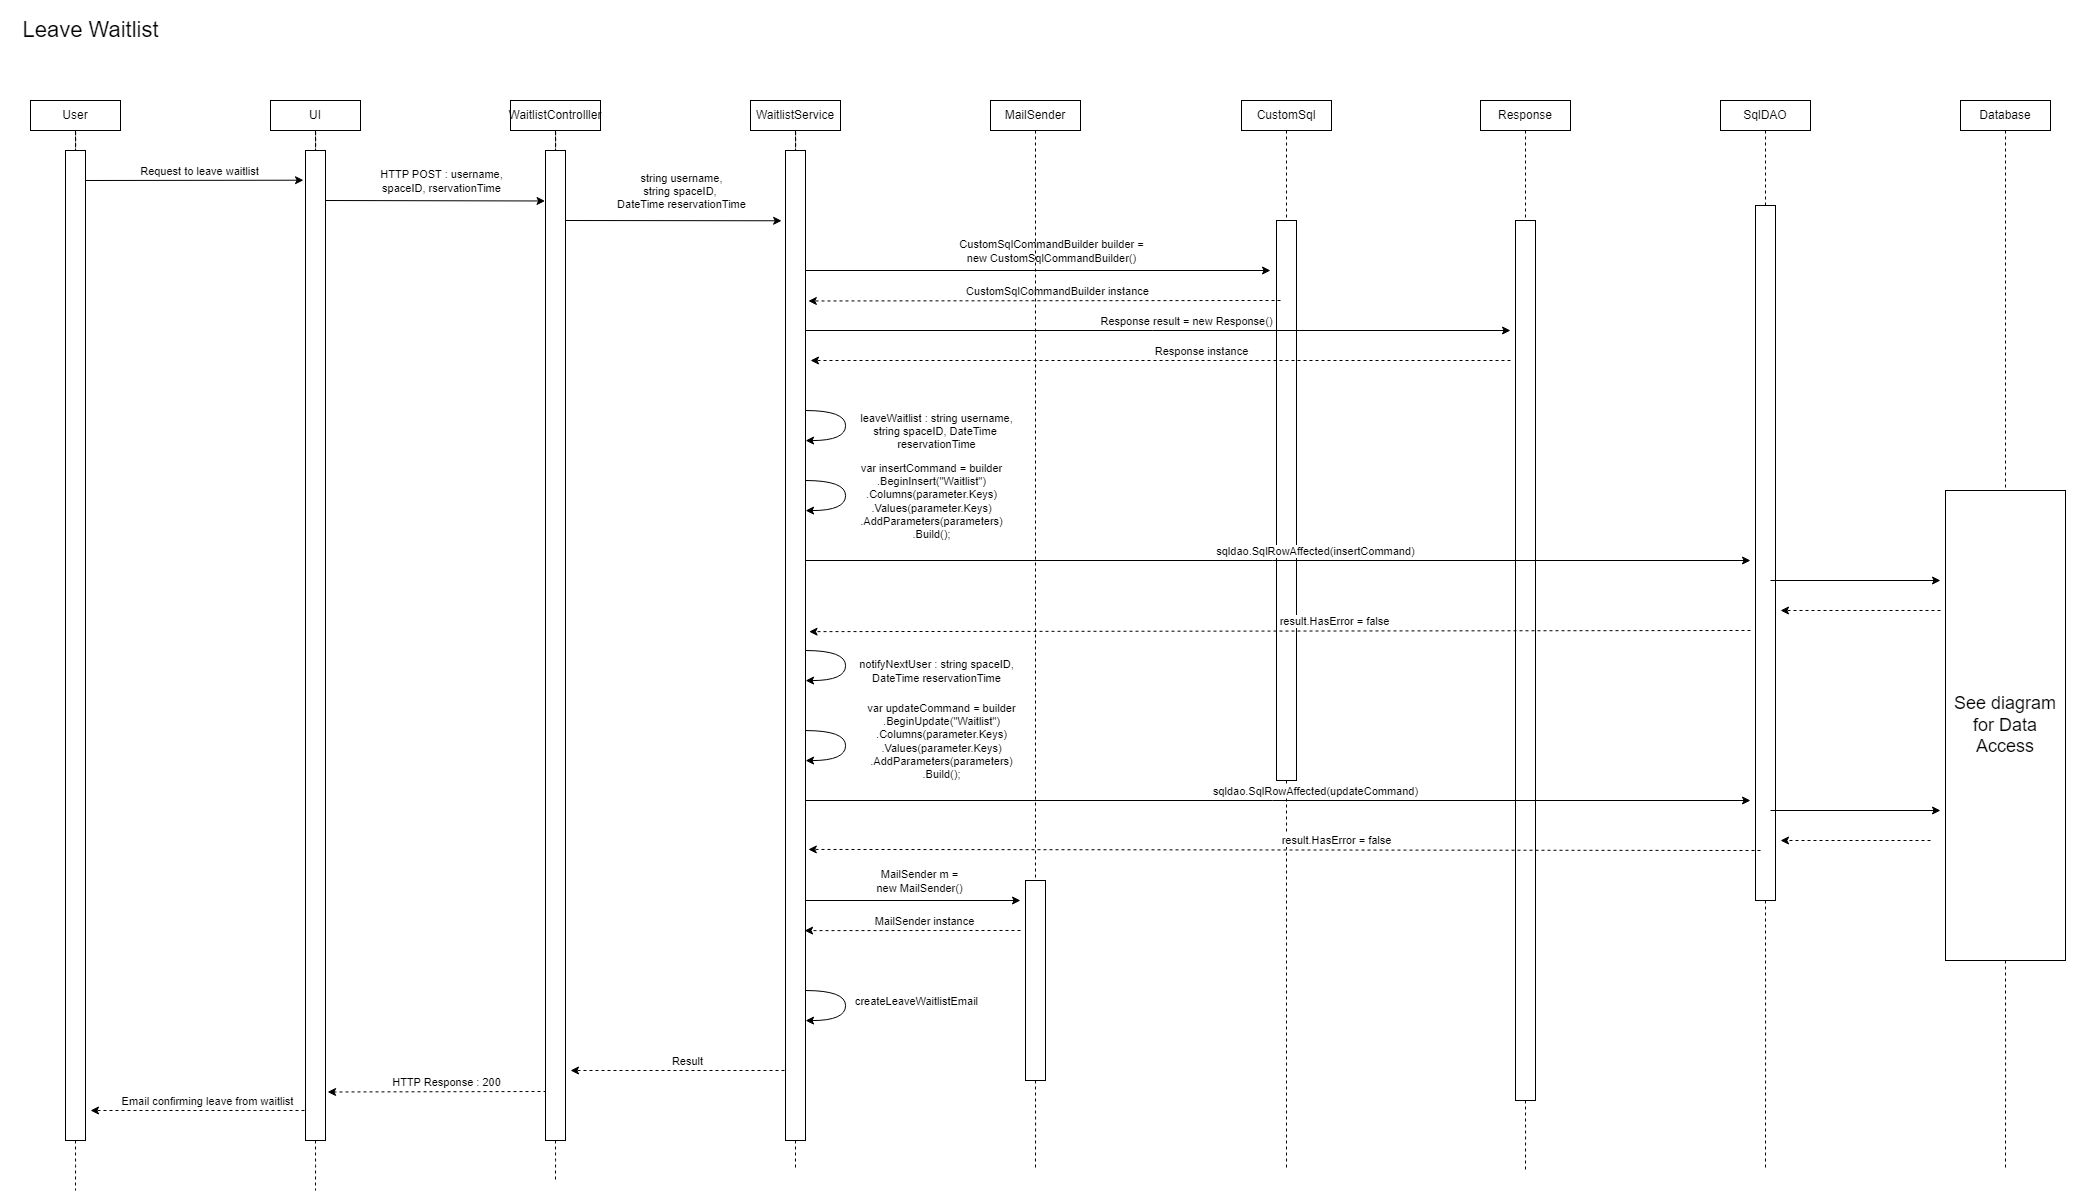 Leave Waitlist
User
UI
WaitlistControlller
WaitlistService
MailSender
CustomSql
Response
SqlDAO
Database
Request to leave waitlist
HTTP POST : username,
spaceID, rservationTime
string username,
string spaceID,
DateTime reservationTime
CustomSqlCommandBuilder builder =
new CustomSqlCommandBuilder()
CustomSqlCommandBuilder instance
Response result = new Response()
Response instance
leaveWaitlist : string username,
string spaceID, DateTime
reservationTime
var insertCommand = builder
.BeginInsert("Waitlist")
.Columns(parameter.Keys)
.Values(parameter.Keys)
.AddParameters(parameters)
.Build();
sqldao.SqlRowAffected(insertCommand)
result.HasError = false
notifyNextUser : string spaceID,
DateTime reservationTime
var updateCommand = builder
.BeginUpdate("Waitlist")
.Columns(parameter.Keys)
.Values(parameter.Keys)
.AddParameters(parameters)
.Build();
See diagram
for Data
Access
sqldao.SqlRowAffected(updateCommand)
result.HasError = false
MailSender m =
new MailSender()
MailSender instance
createLeaveWaitlistEmail
Result
HTTP Response : 200
Email confirming leave from waitlist